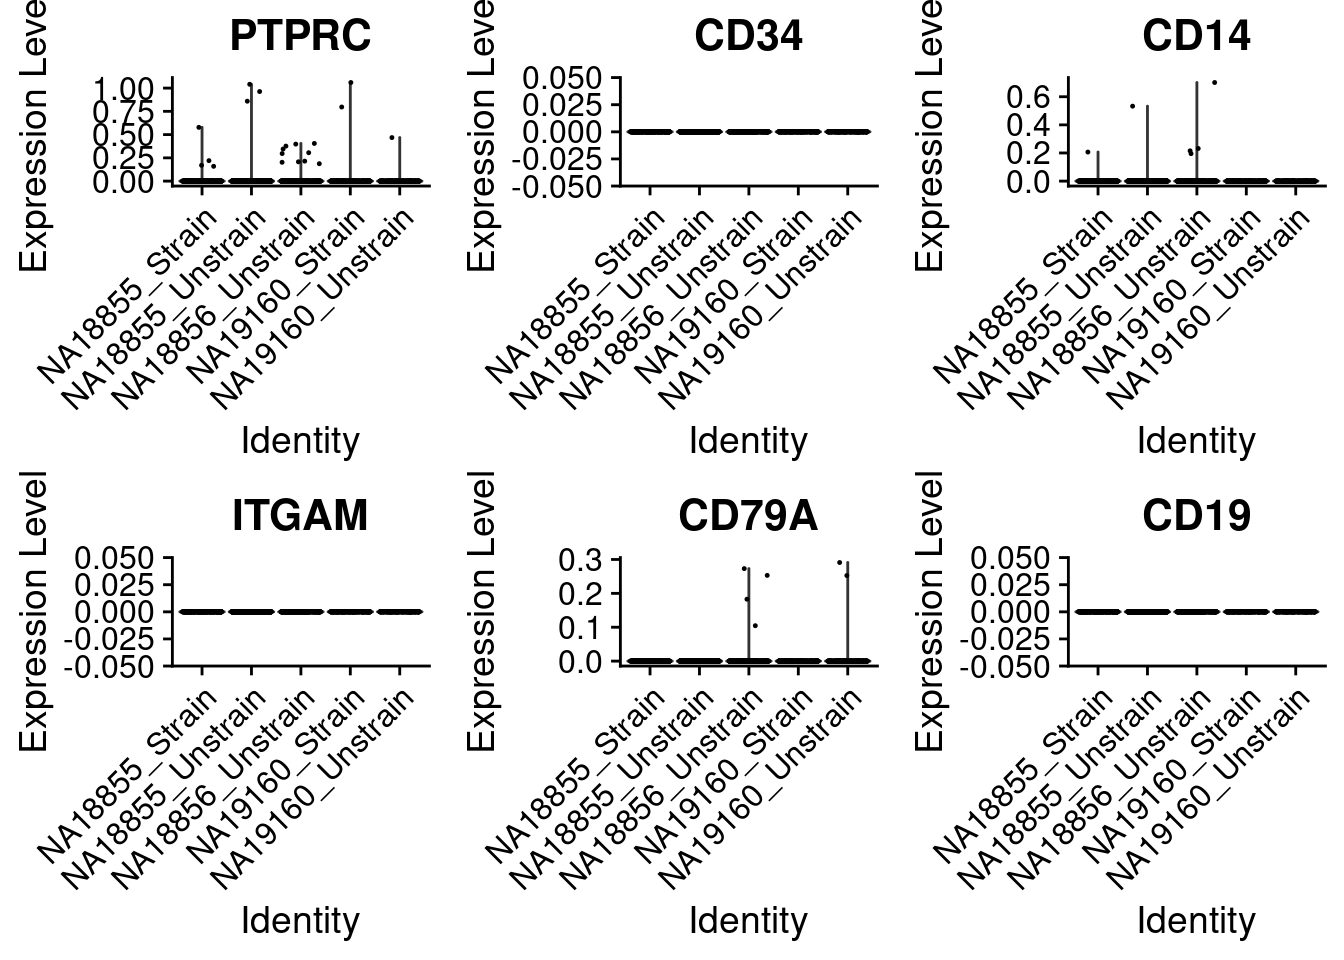 PTPRC
Expression Leve
1.00
0.75
0.50
0.25
0.00
NA18855_Strain
NA18855_Unstrain
NA18856_Unstrain
NA19160_Strain
NA19160_Unstrain
Identity
CD34
Expression Leve
0.050
0.025
0.000
-0.025
-0.050
NA18855_Strain
NA18855_Unstrain
NA18856_Unstrain
NA19160_Strain
NA19160_Unstrain
Identity
CD14
Expression Leve
0.6
0.4
0.2
0.0
NA18855_Strain
NA18855_Unstrain
NA18856_Unstrain
NA19160_Strain
NA19160_Unstrain
Identity
ITGAM
Expression Level
0.050
0.025
0.000
-0.025
-0.050
NA18855_Strain
NA18855_Unstrain
NA18856_Unstrain
NA19160_Strain
NA19160_Unstrain
Identity
CD79A
Expression Level
0.3
0.2
0.1
0.0
NA18855_Strain
NA18855_Unstrain
NA18856_Unstrain
NA19160_Strain
NA19160_Unstrain
Identity
CD19
Expression Level
0.050
0.025
0.000
-0.025
-0.050
NA18855_Strain
NA18855_Unstrain
NA18856_Unstrain
NA19160_Strain
NA19160_Unstrain
Identity